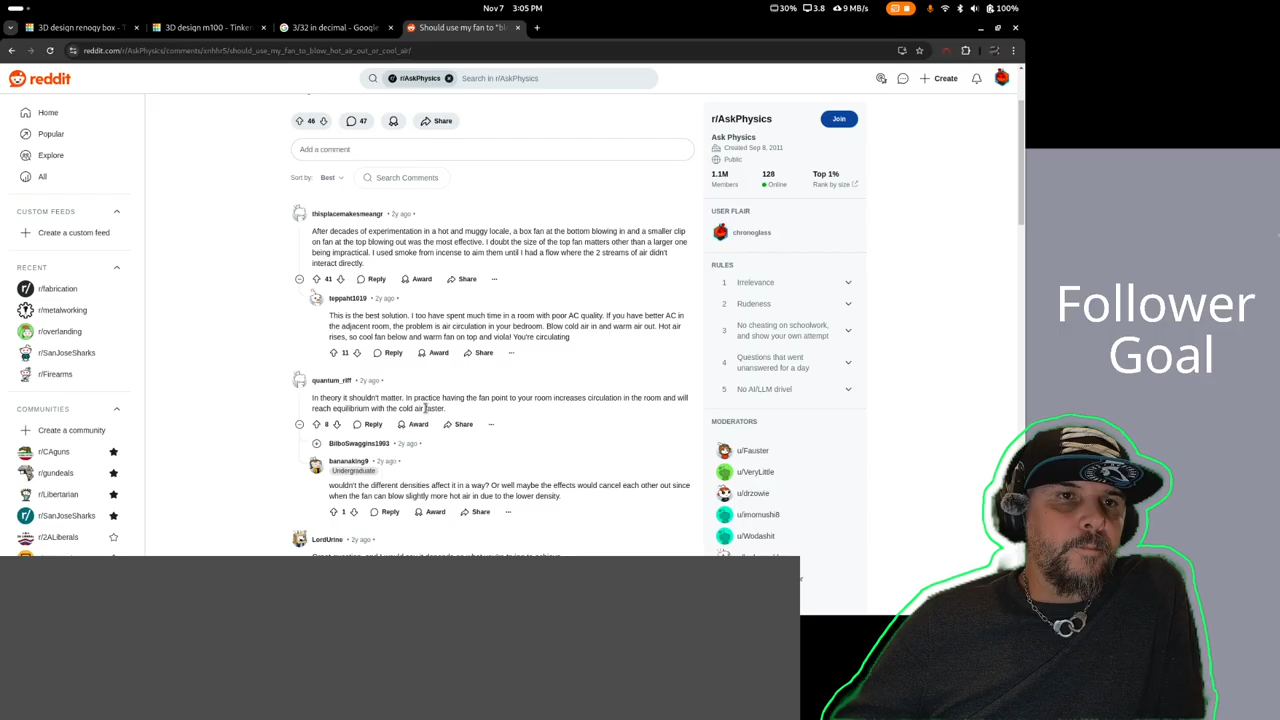 Nov 7 3:05 PM
30% 3.8 9 MB/s 100%
3D design renogy box - T
3D design m100 - Tinker
3/32 in decimal - Google
Should use my fan to "bl
reddit.com/r/AskPhysics/comments/xnhhr5/should_use_my_fan_to_blow_hot_air_out_or_cool_air/
reddit
r/AskPhysics Search in r/AskPhysics
Create
Home
Popular
Explore
All
CUSTOM FEEDS
Create a custom feed
RECENT
r/fabrication
r/metalworking
r/overlanding
r/SanJoseSharks
r/Firearms
COMMUNITIES
Create a community
r/CAguns
r/gundeals
r/Libertarian
r/SanJoseSharks
r/2ALiberals
46 47 Share
Add a comment
Sort by: Best Search Comments
thisplacemakesmeangr • 2y ago •
After decades of experimentation in a hot and muggy locale, a box fan at the bottom blowing in and a smaller clip
on fan at the top blowing out was the most effective. I doubt the size of the top fan matters other than a larger one
being impractical. I used smoke from incense to aim them until I had a flow where the 2 streams of air didn't
interact directly.
41 Reply Award Share ...
teppaht1019 • 2y ago •
This is the best solution. I too have spent much time in a room with poor AC quality. If you have better AC in
the adjacent room, the problem is air circulation in your bedroom. Blow cold air in and warm air out. Hot air
rises, so cool fan below and warm fan on top and viola! You're circulating
11 Reply Award Share ...
quantum_riff • 2y ago •
In theory it shouldn't matter. In practice having the fan point to your room increases circulation in the room and will
reach equilibrium with the cold air faster.
8 Reply Award Share ...
BilboSwaggins1993 • 2y ago •
bananaking9 • 2y ago •
Undergraduate
wouldn't the different densities affect it in a way? Or well maybe the effects would cancel each other out since
when the fan can blow slightly more hot air in due to the lower density.
1 Reply Award Share ...
LordUrine • 2y ago •
r/AskPhysics Join
Ask Physics
Created Sep 8, 2011
Public
1.1M 128 Top 1%
Members Online Rank by size
USER FLAIR
chronoglass
RULES
1 Irrelevance
2 Rudeness
3 No cheating on schoolwork,
and show your own attempt
4 Questions that went
unanswered for a day
5 No AI/LLM drivel
MODERATORS
u/Fauster
u/VeryLittle
u/drzowie
u/imomushi8
u/Wodashit
Follower
Goal